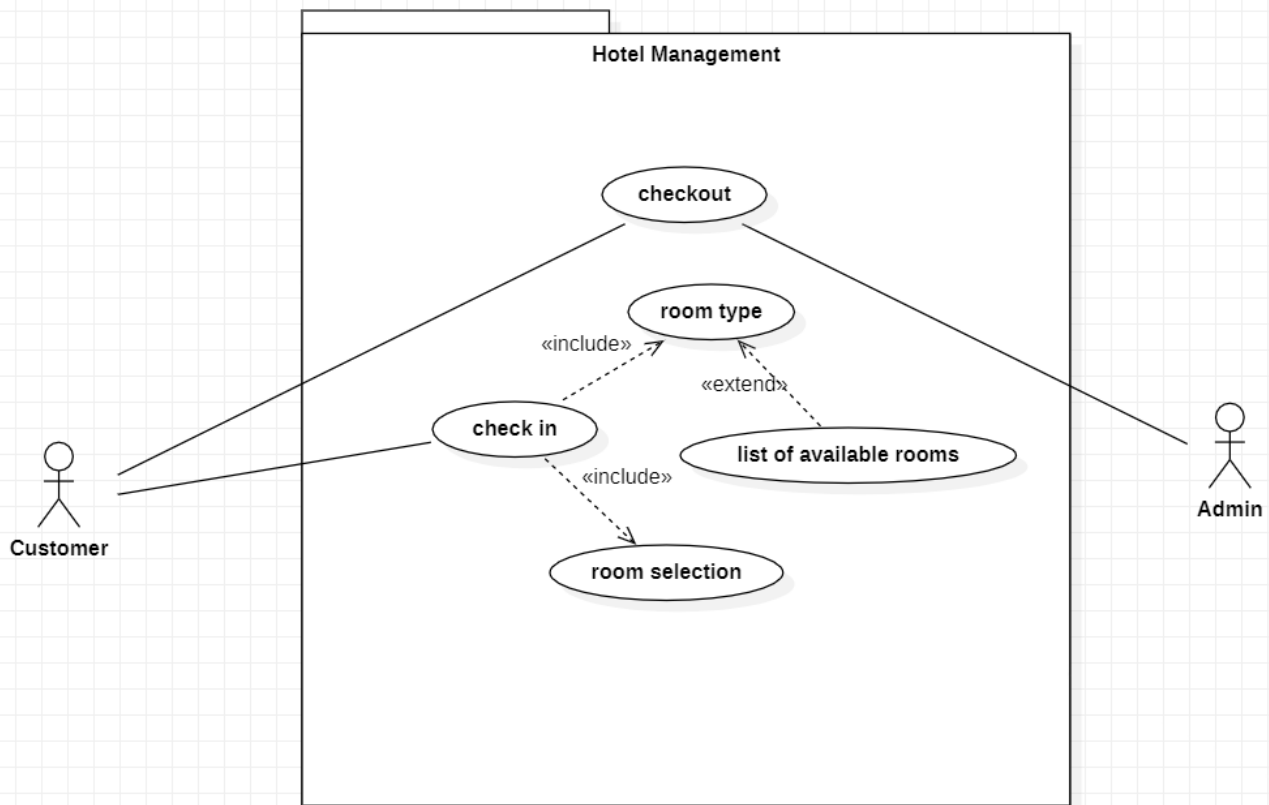 Hotel Management
checkout
room type
«include»
«extend»
check in
list of available rooms
«include»
Customer
Admin
room selection